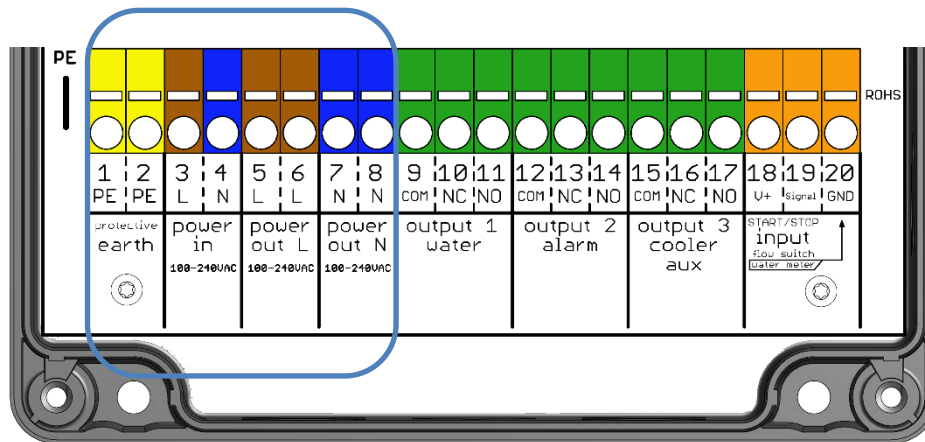 PE
ROHS
1 2 3 4 5 6 7 8 9 10 11 12 13 14 15 16 17 18 19 20
PE PE L N L L N N COM NC NO COM NC NO COM NC NO V+ Signal GND
protective
earth
power
in
100-240VAC
power
out L
100-240VAC
power
out N
100-240VAC
output 1
water
output 2
alarm
output 3
cooler
aux
START/STOP
input
flow switch
water meter